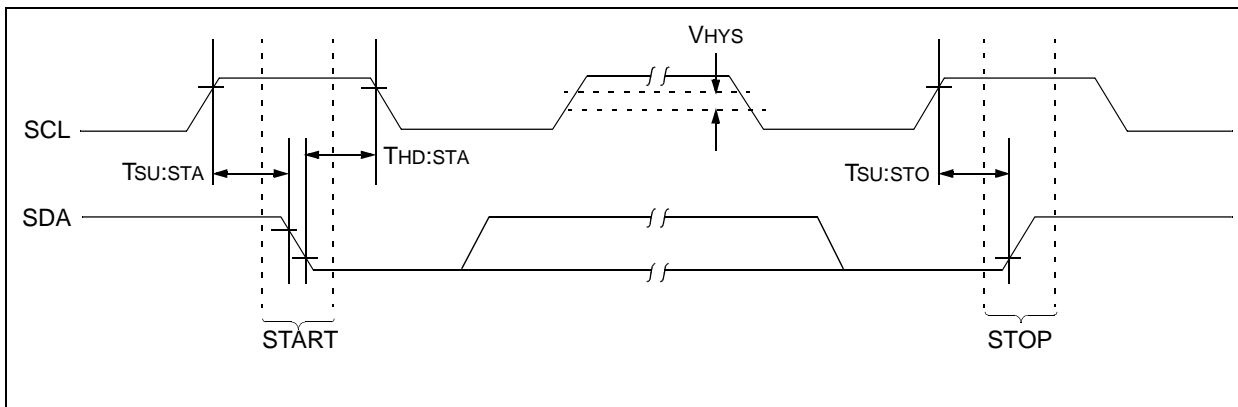 VHYS
SCL
THD:STA
TSU:STA
TSU:STO
SDA
START
STOP